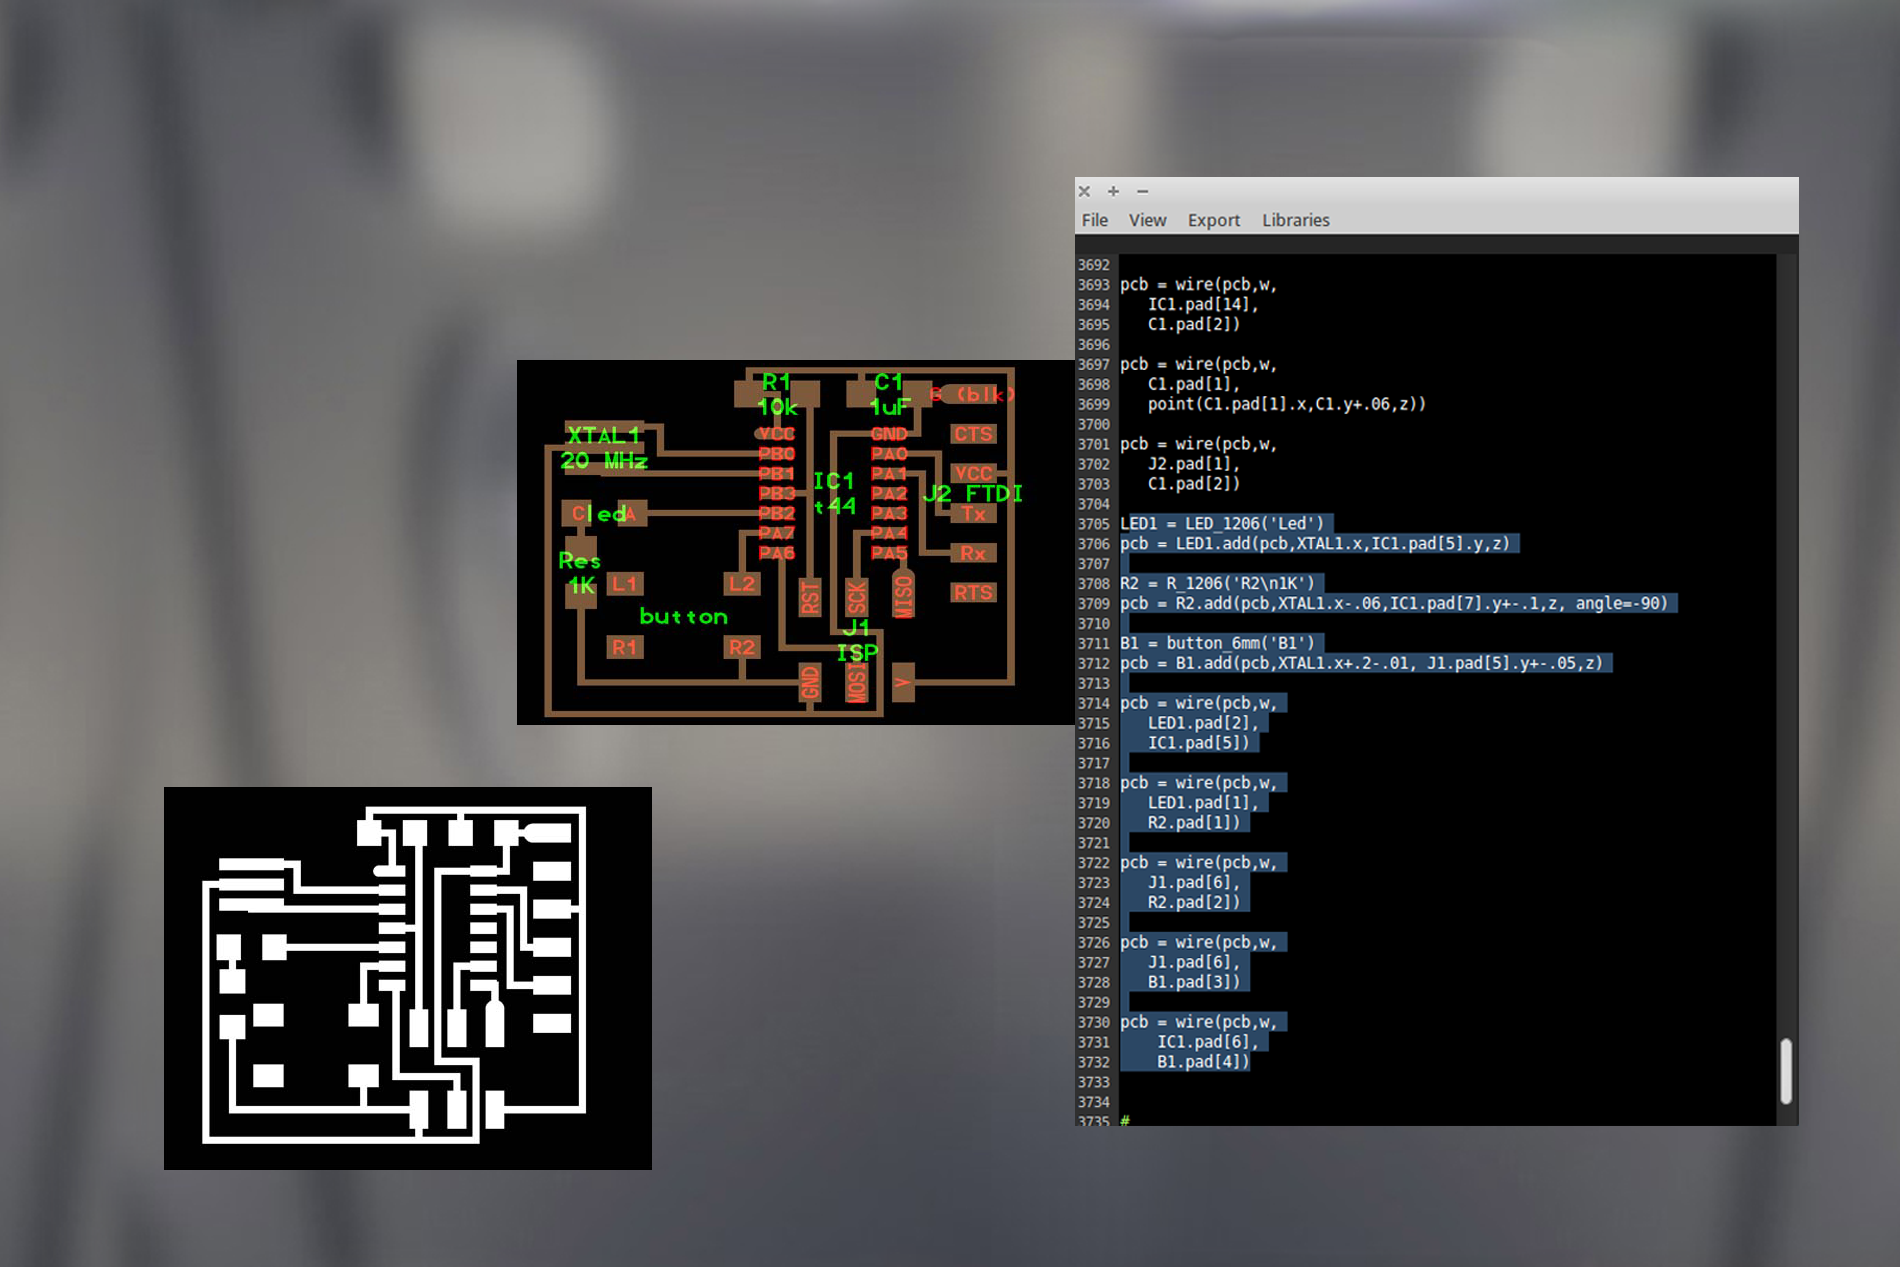 R1
10k
C1
1uF
(blk)
XTAL1
20 MHz
VCC
PB0
PB1
PB3
PB2
PA7
PA6
IC1
t44
GND
PA0
PA1
PA2
PA3
PA4
PA5
CTS
VCC
J2 FTDI
Tx
Rx
RTS
C led A
Res
1K
L1
L2
button
R1
R2
RST
SCK
MISO
J1
ISP
GND
MOSI
V
File View Export Libraries
3692
3693 pcb = wire(pcb,w,
3694 IC1.pad[14],
3695 C1.pad[2])
3696
3697 pcb = wire(pcb,w,
3698 C1.pad[1],
3699 point(C1.pad[1].x,C1.y+.06,z))
3700
3701 pcb = wire(pcb,w,
3702 J2.pad[1],
3703 C1.pad[2])
3704
3705 LED1 = LED_1206('Led')
3706 pcb = LED1.add(pcb,XTAL1.x,IC1.pad[5].y,z)
3707
3708 R2 = R_1206('R2\n1K')
3709 pcb = R2.add(pcb,XTAL1.x-.06,IC1.pad[7].y+-.1,z, angle=-90)
3710
3711 B1 = button_6mm('B1')
3712 pcb = B1.add(pcb,XTAL1.x+.2-.01, J1.pad[5].y+-.05,z)
3713
3714 pcb = wire(pcb,w,
3715 LED1.pad[2],
3716 IC1.pad[5])
3717
3718 pcb = wire(pcb,w,
3719 LED1.pad[1],
3720 R2.pad[1])
3721
3722 pcb = wire(pcb,w,
3723 J1.pad[6],
3724 R2.pad[2])
3725
3726 pcb = wire(pcb,w,
3727 J1.pad[6],
3728 B1.pad[3])
3729
3730 pcb = wire(pcb,w,
3731 IC1.pad[6],
3732 B1.pad[4])
3733
3734
3735 #